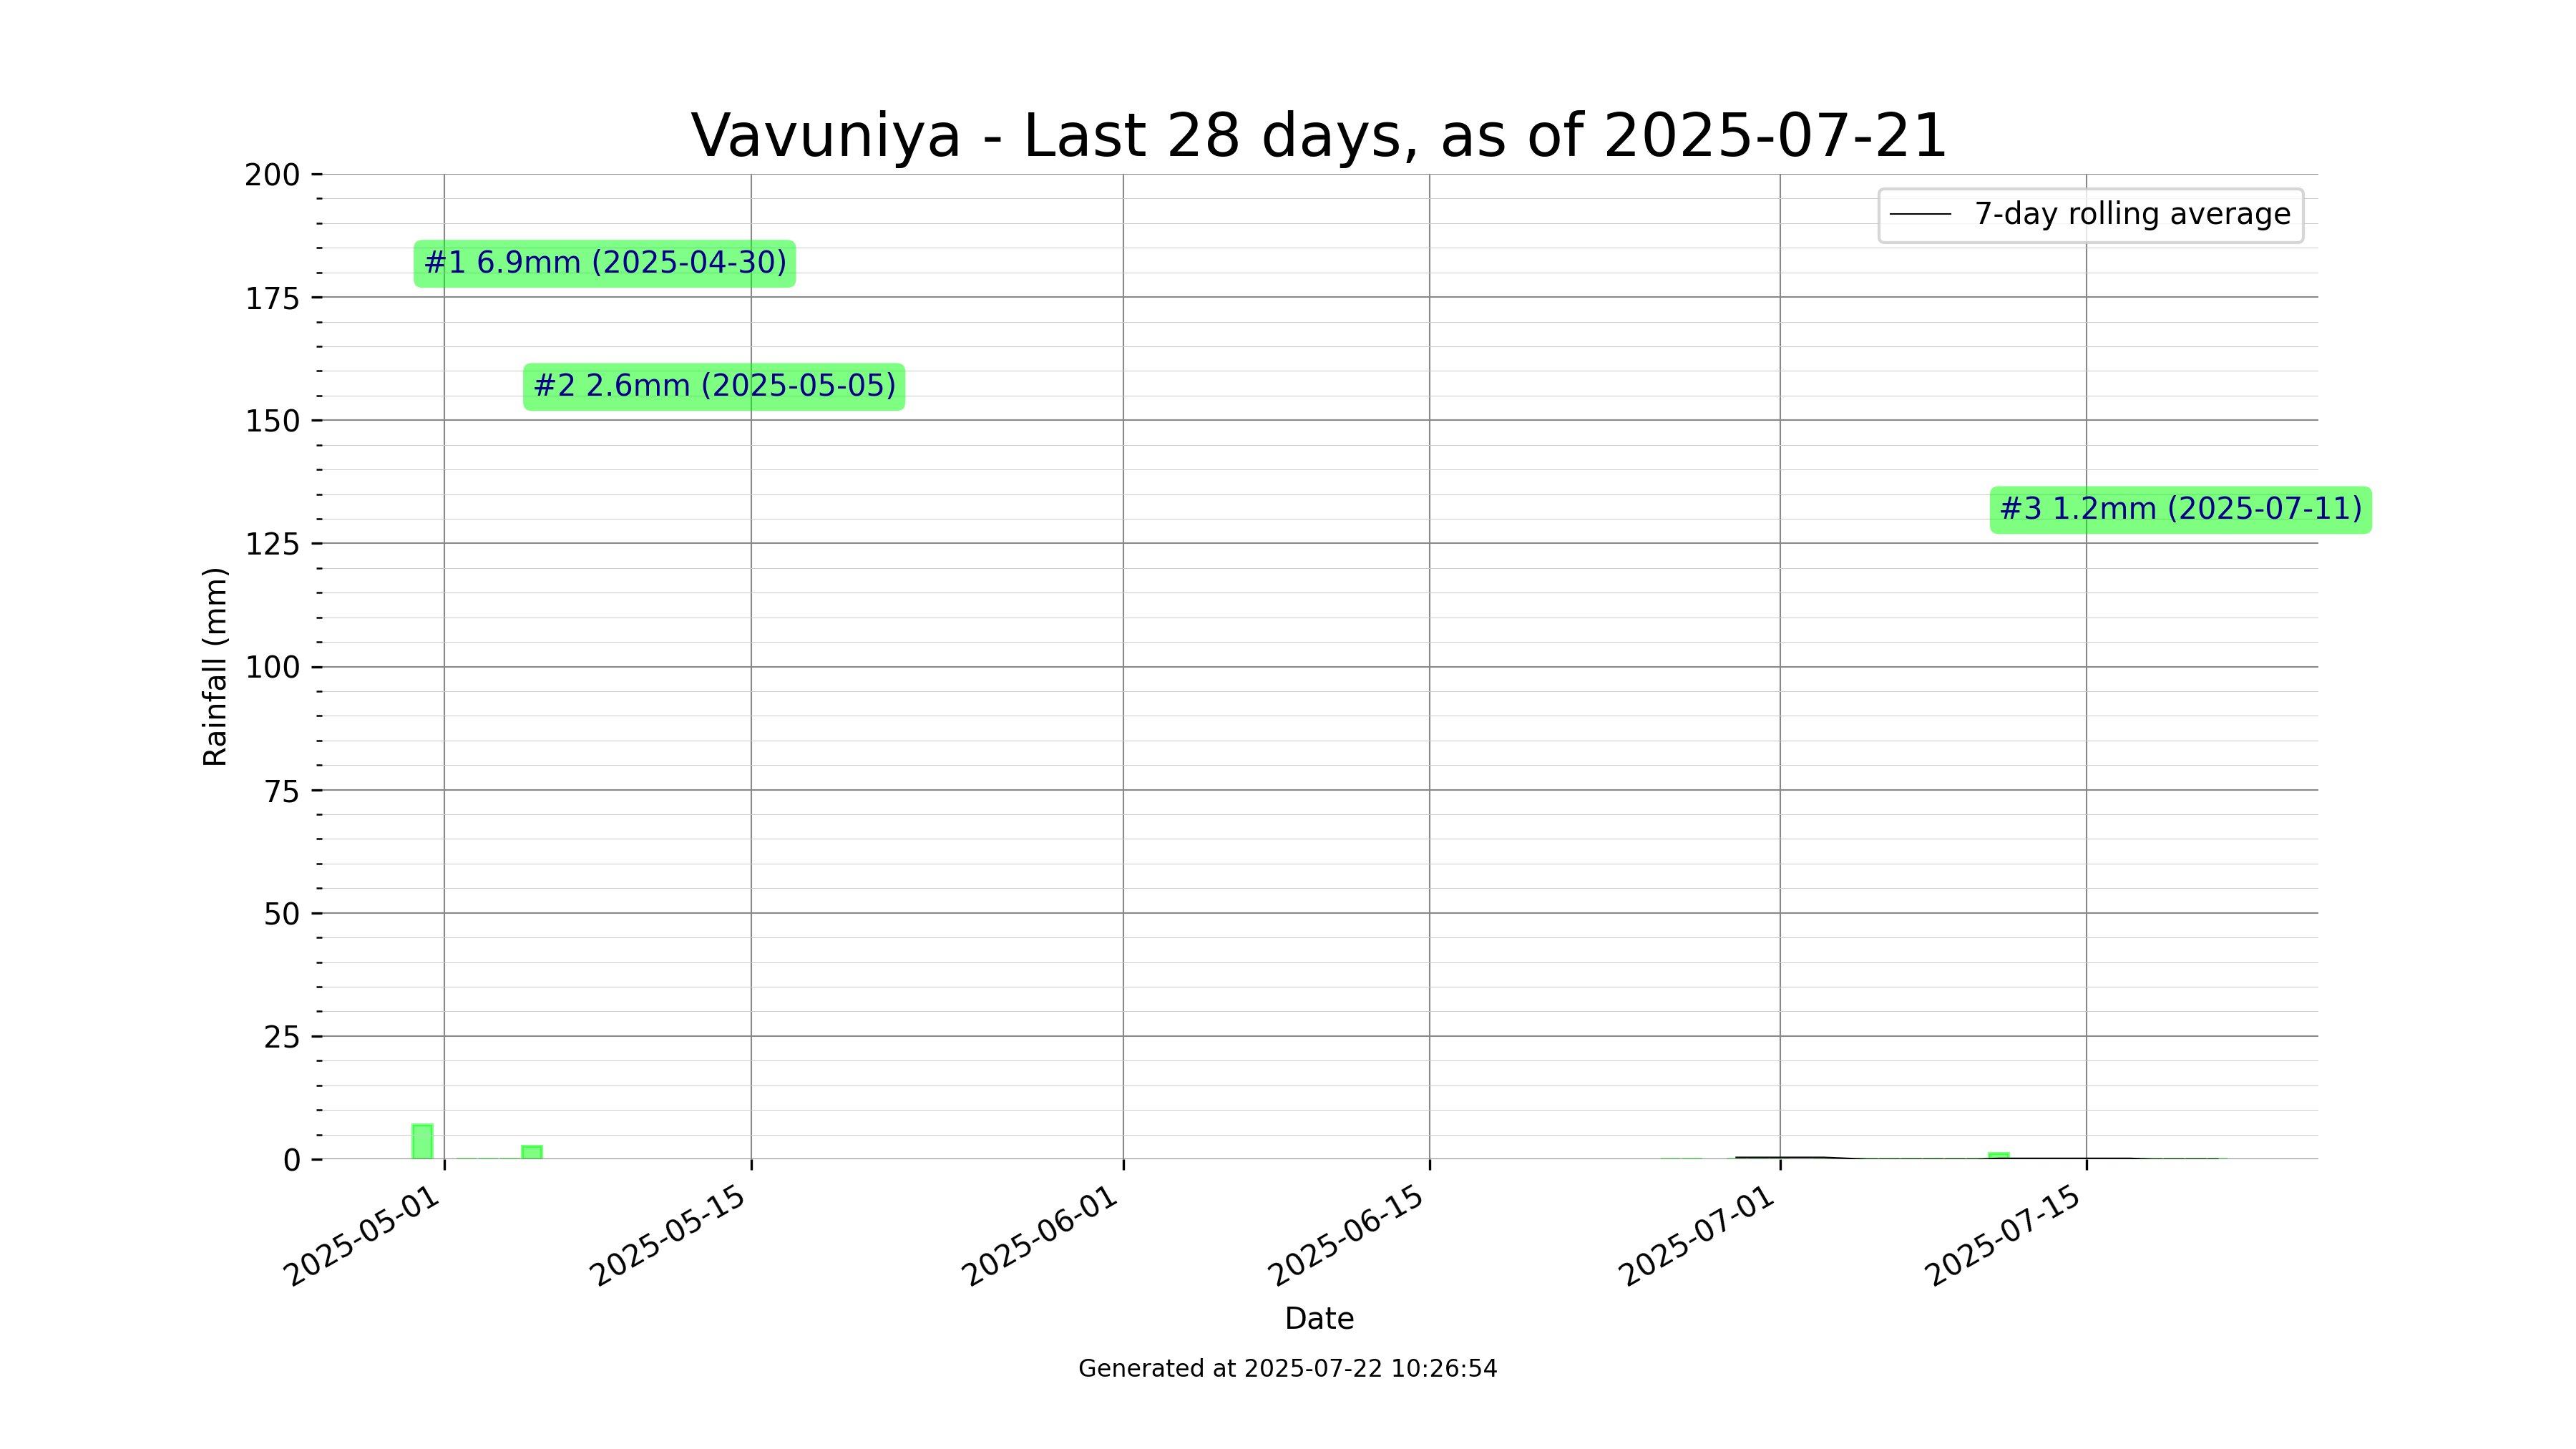 Vavuniya - Last 28 days, as of 2025-07-21
200
175
150
125
100
75
50
25
0
Rainfall (mm)
7-day rolling average
#1 6.9mm (2025-04-30)
#2 2.6mm (2025-05-05)
#3 1.2mm (2025-07-11)
2025-05-01
2025-05-15
2025-06-01
2025-06-15
2025-07-01
2025-07-15
Date
Generated at 2025-07-22 10:26:54